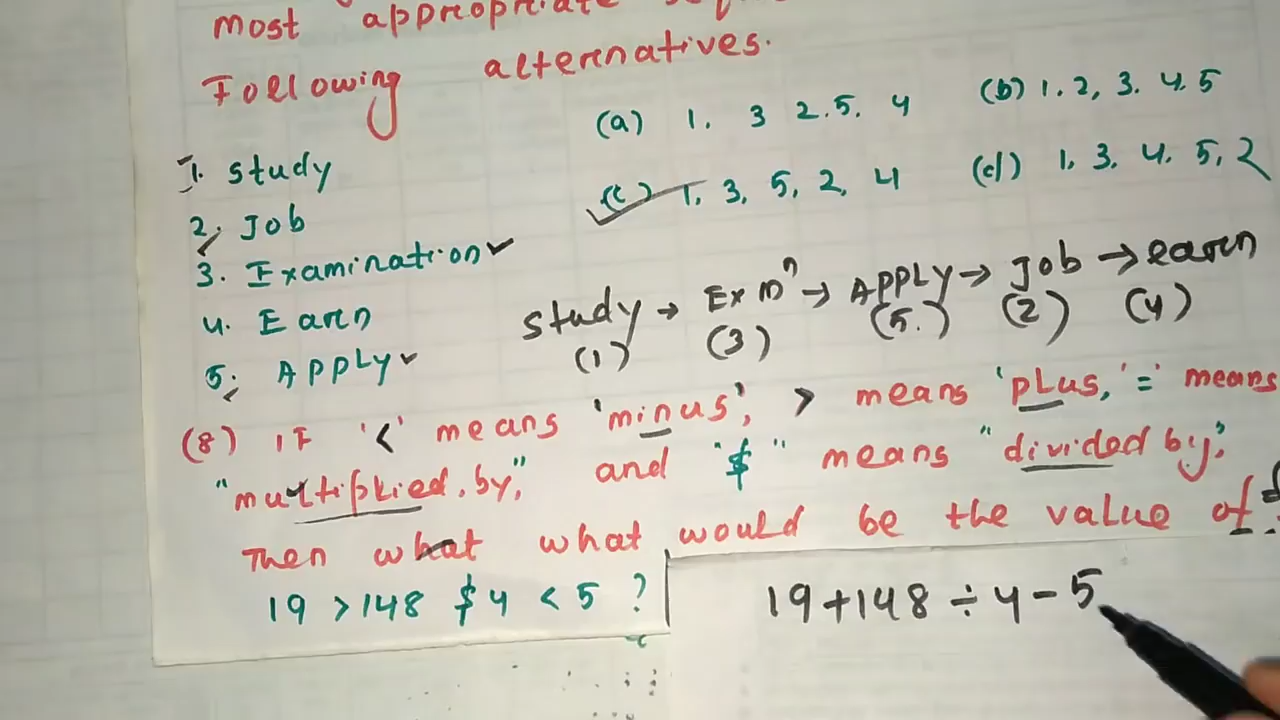 most appropriate
Following alternatives.
(a) 1. 3 2.5. 4 (b) 1.2, 3. 4.5
1. study
(c) 1, 3, 5, 2, 4 (d) 1, 3. 4. 5, 2
2. Job
3. Examination ✓
4. Earn
study → Exmⁿ → APPLY → Job → earn
(1) (3) (5.) (2) (4)
5. APPLY ✓
(8) IF '<' means 'minus', > means 'plus, '=' means
"multiplied.by," and "$" means "divided by,"
Then what what would be the value of
19 > 148 $ 4 < 5 ?
19+148 ÷ 4 - 5